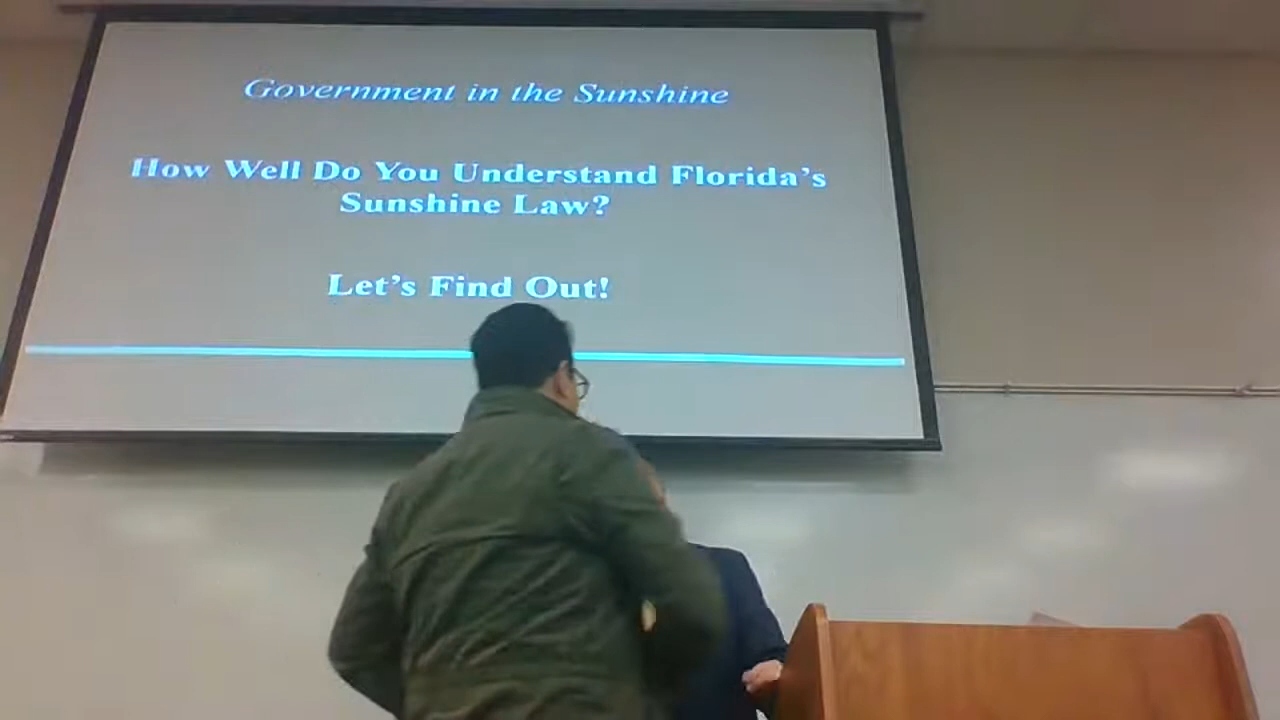 Government in the Sunshine
How Well Do You Understand Florida's
Sunshine Law?
Let's Find Out!